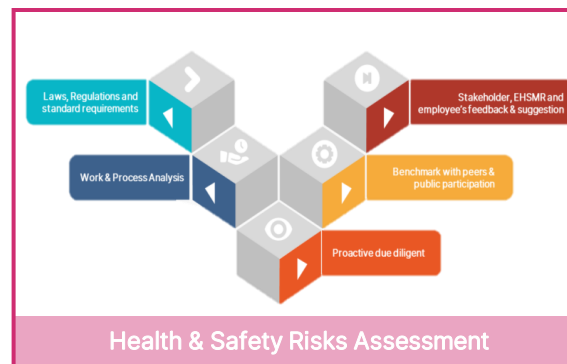 Laws, Regulations and
standard requirements
Stakeholder, EHSMR and
employee's feedback & suggestion
Work & Process Analysis
Benchmark with peers &
public participation
Proactive due diligent
Health & Safety Risks Assessment